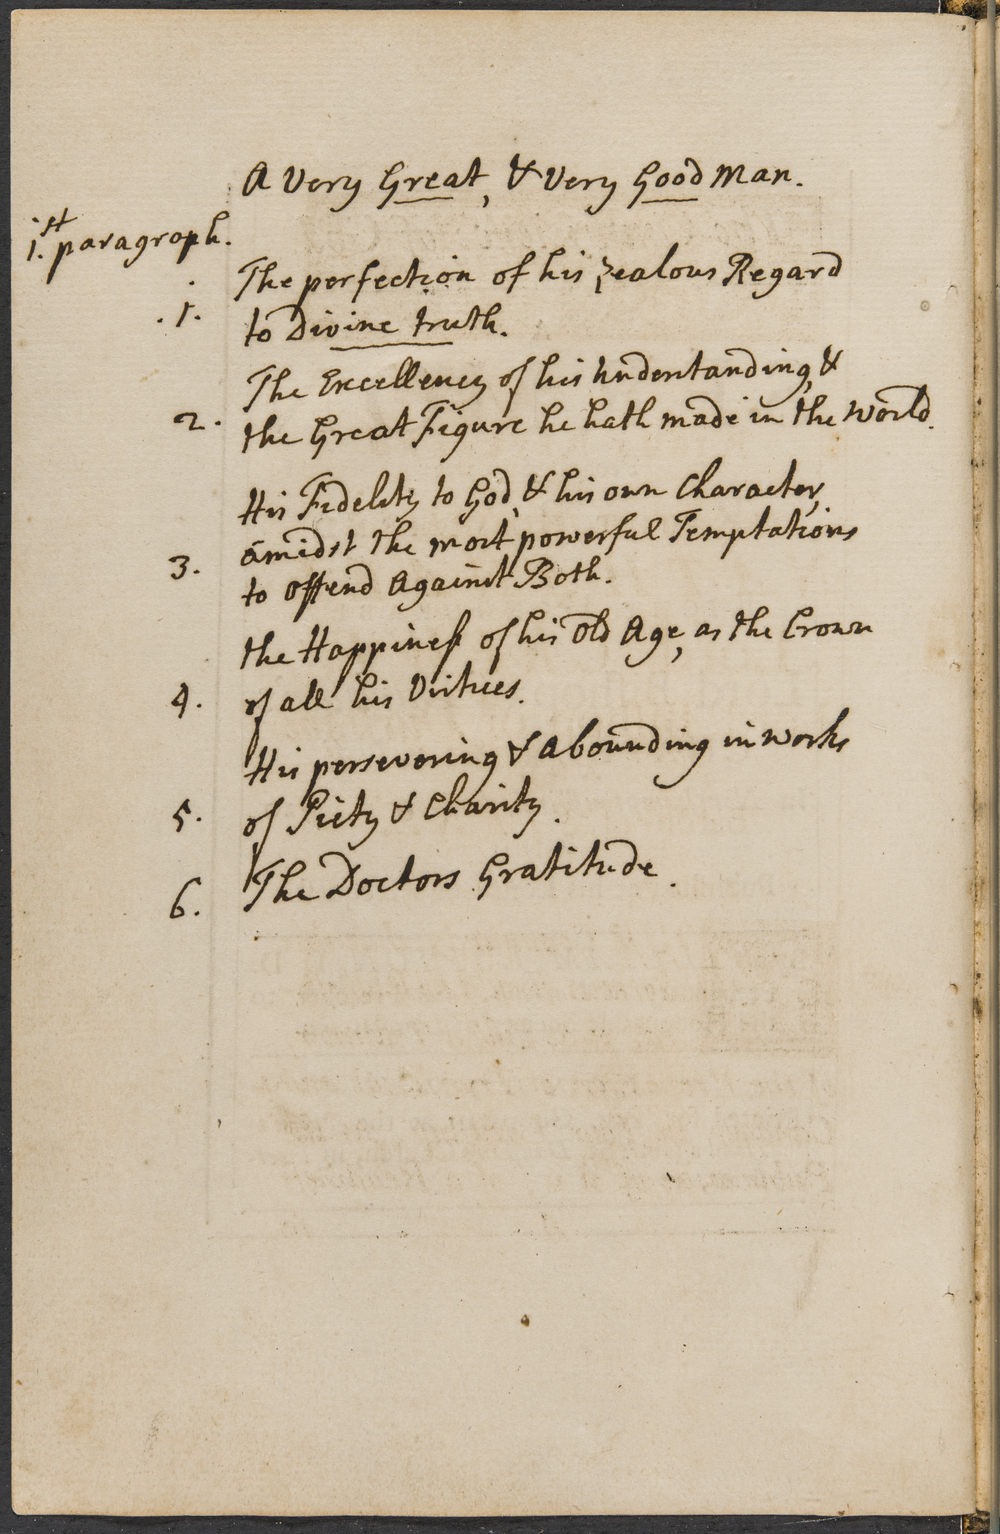 A Very Great, & Very Good Man.
1.st paragraph.
The perfection of his zealous Regard
1. to Divine truth.
The Excellency of his Understanding, &
2. the Great Figure he hath made in the World.
His Fidelity to God, & his own Character,
amidst the most powerful Temptations
3. to offend Against Both.
the Happiness of his Old Age, as the Crown
4. of all his Virtues.
His persevering & Abounding in works
5. of Piety & Charity.
6. The Doctors Gratitude.